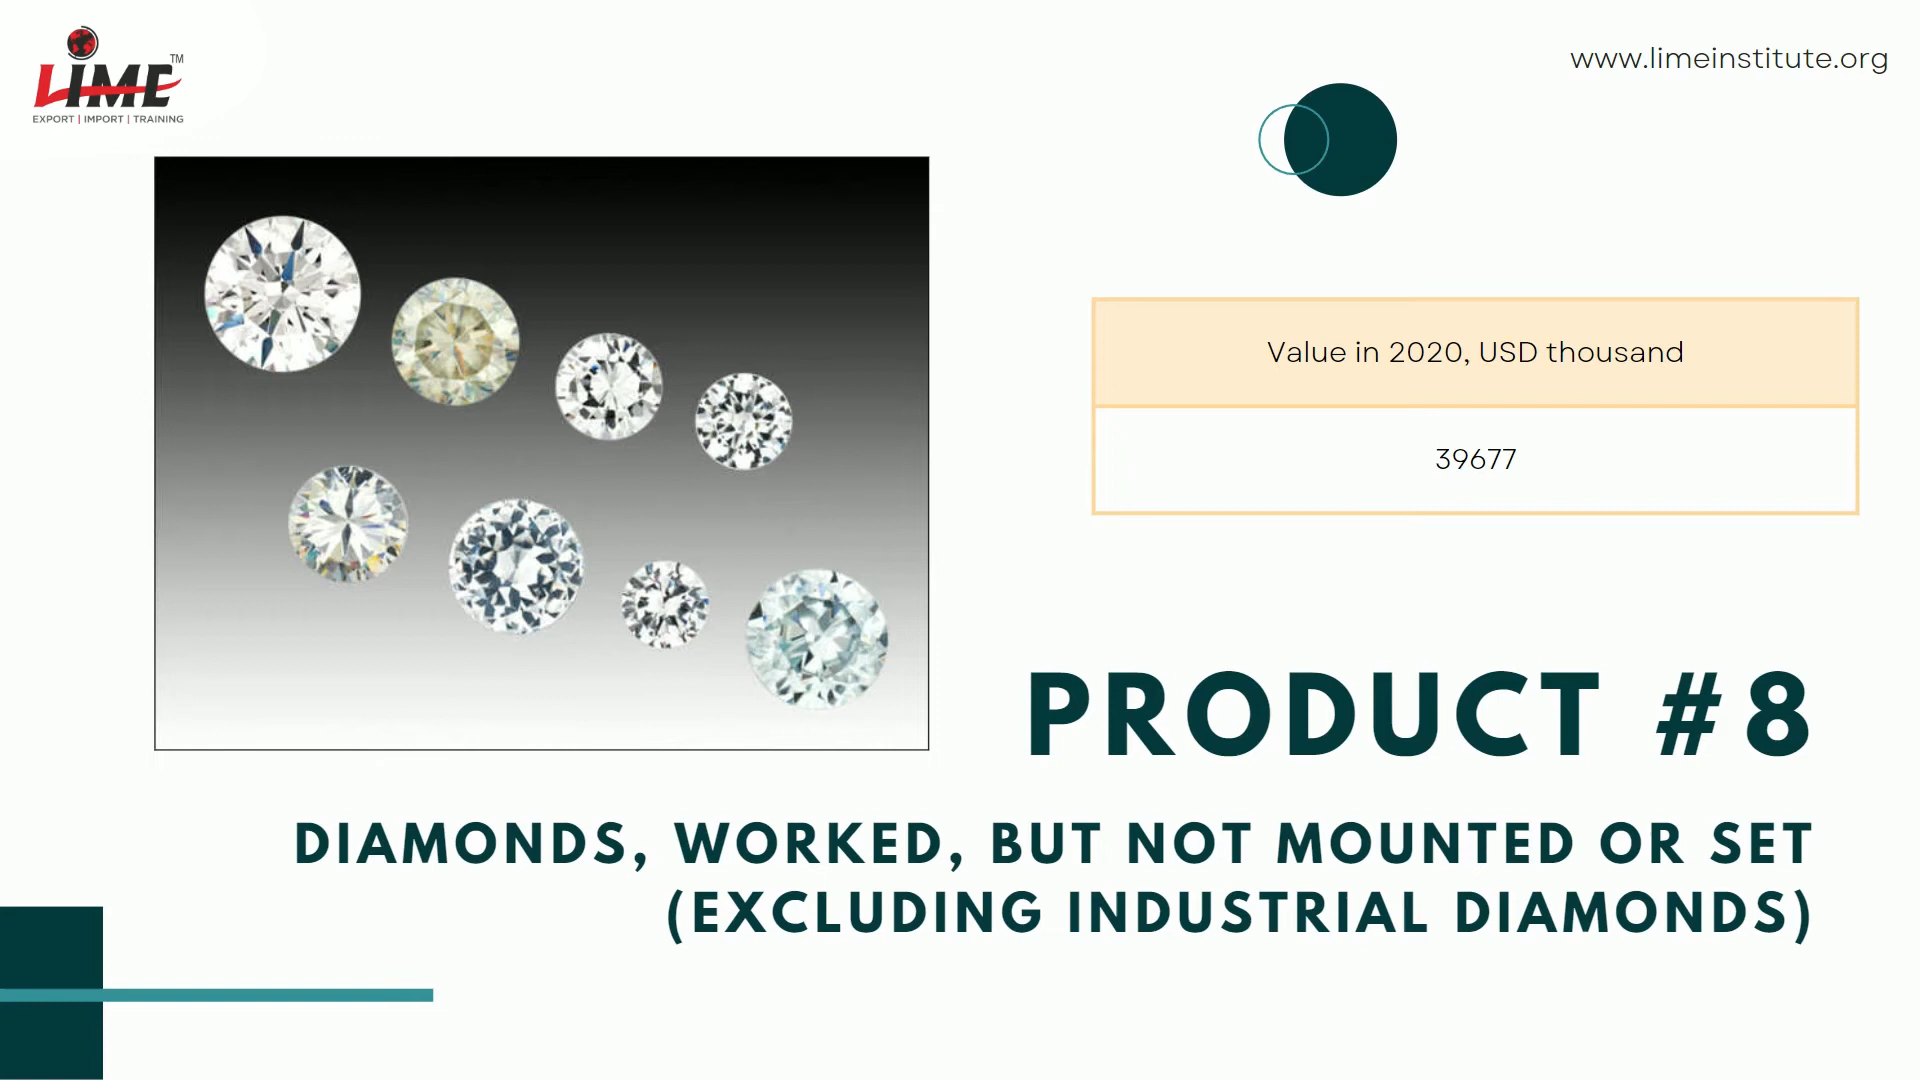 LIME TM
EXPORT | IMPORT | TRAINING
www.limeinstitute.org
Value in 2020, USD thousand
39677
PRODUCT #8
DIAMONDS, WORKED, BUT NOT MOUNTED OR SET
(EXCLUDING INDUSTRIAL DIAMONDS)